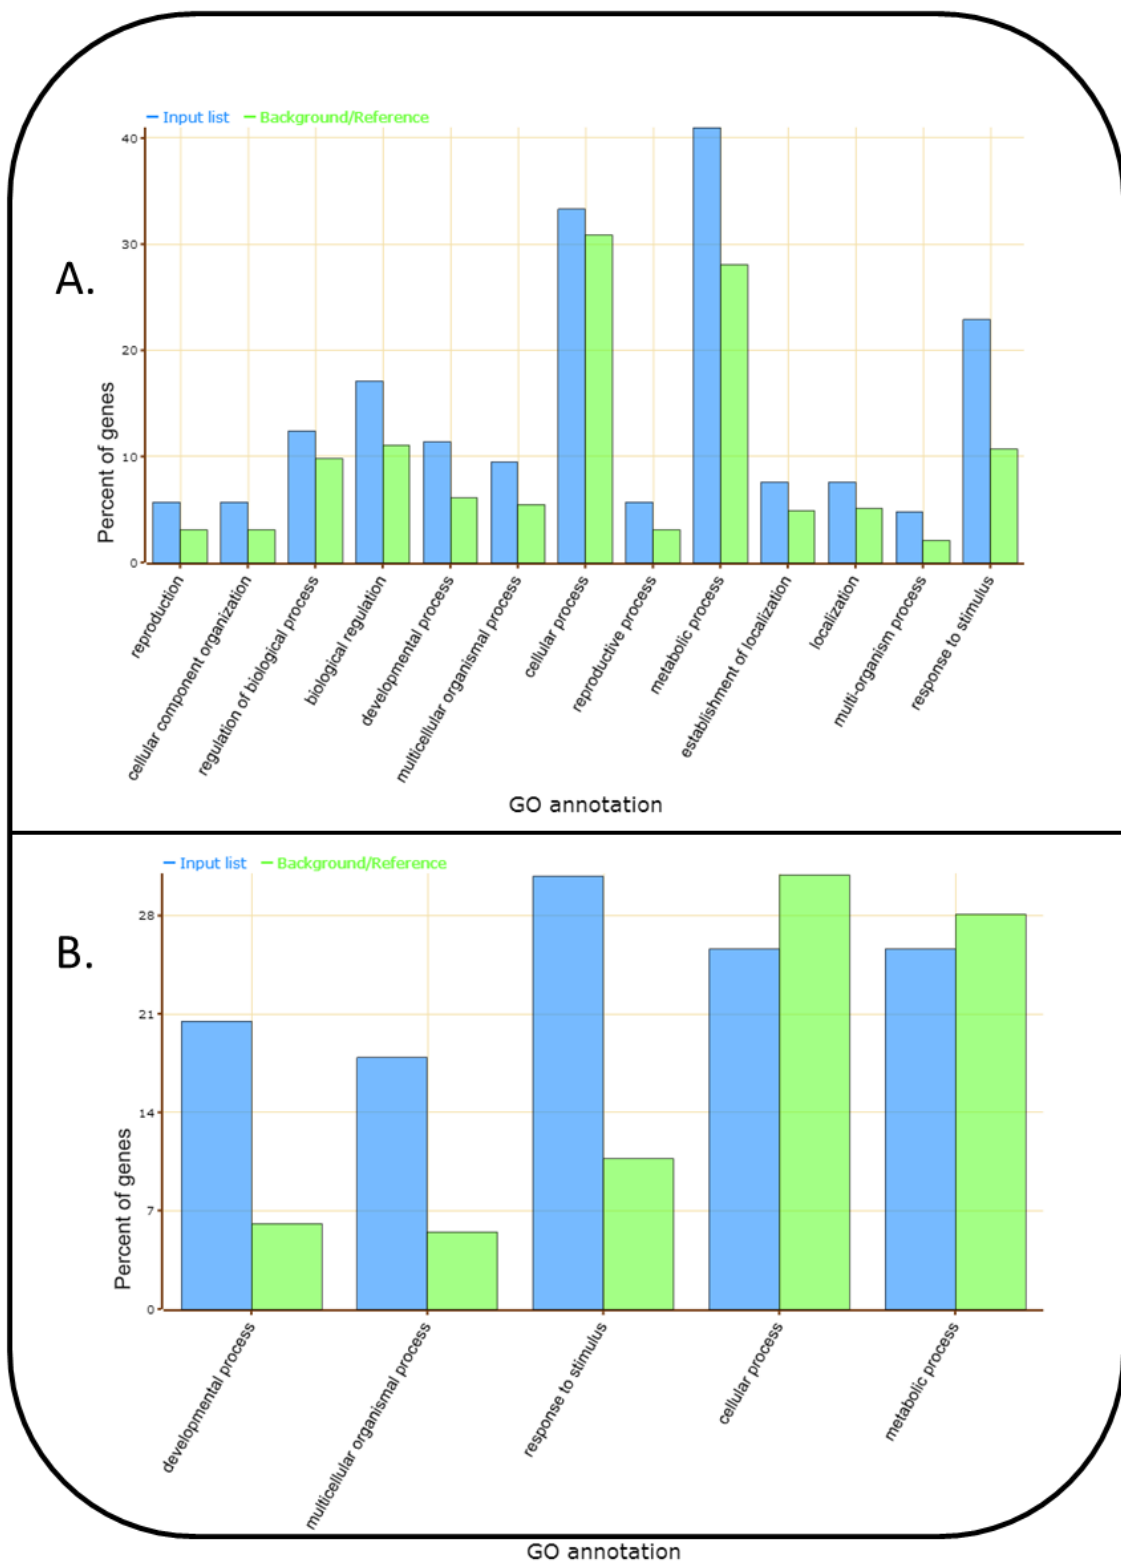 Input list Background/Reference
A.
Percent of genes
40
30
20
10
0
reproduction
cellular component organization
regulation of biological process
biological regulation
developmental process
multicellular organismal process
cellular process
reproductive process
metabolic process
establishment of localization
localization
multi-organism process
response to stimulus
GO annotation
Input list Background/Reference
B.
Percent of genes
28
21
14
7
0
developmental process
multicellular organismal process
response to stimulus
cellular process
metabolic process
GO annotation